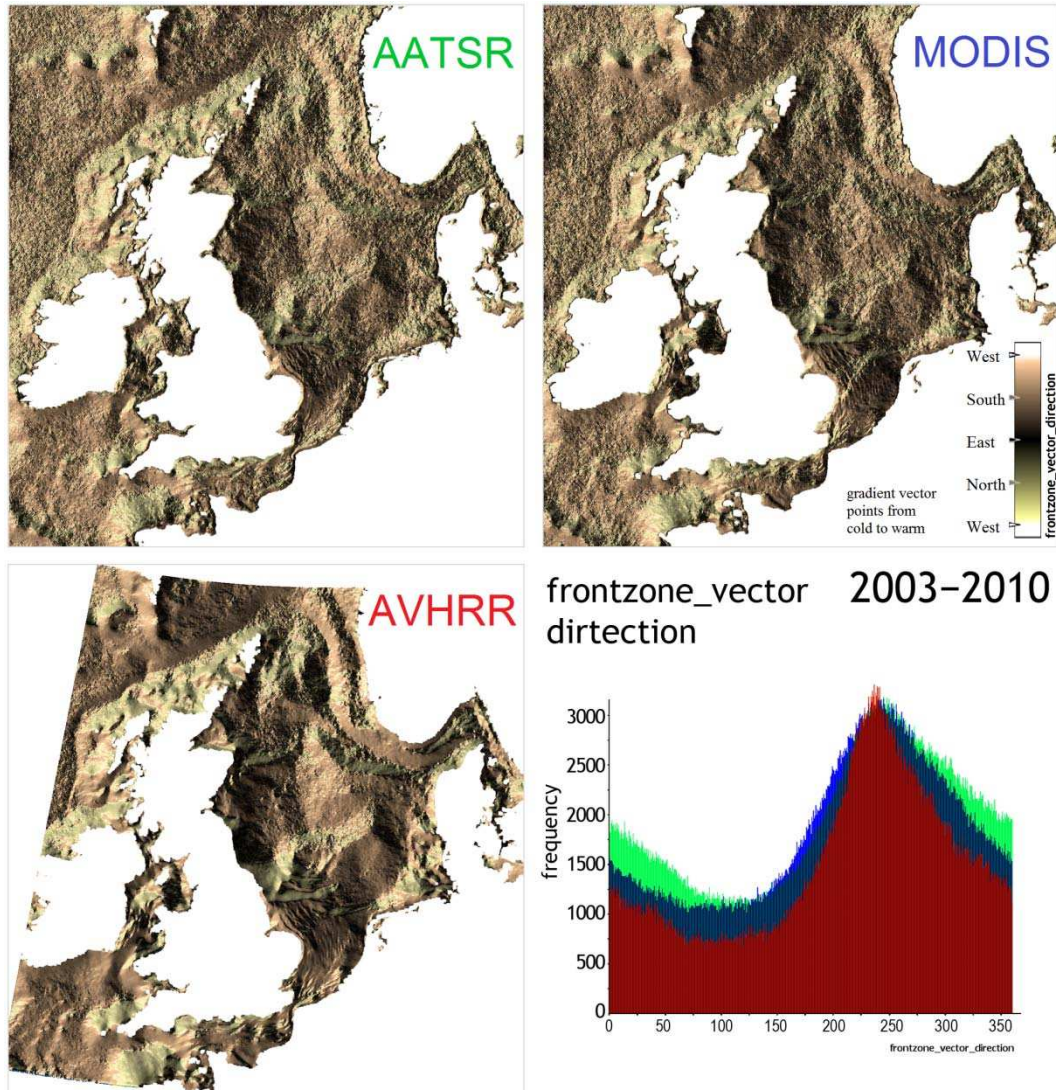 AATSR
MODIS
West
South
East
North
West
frontzone_vector_direction
gradient vector
points from
cold to warm
AVHRR
frontzone_vector
dirtection
2003–2010
frequency
3000
2500
2000
1500
1000
500
0
0 50 100 150 200 250 300 350
frontzone_vector_direction